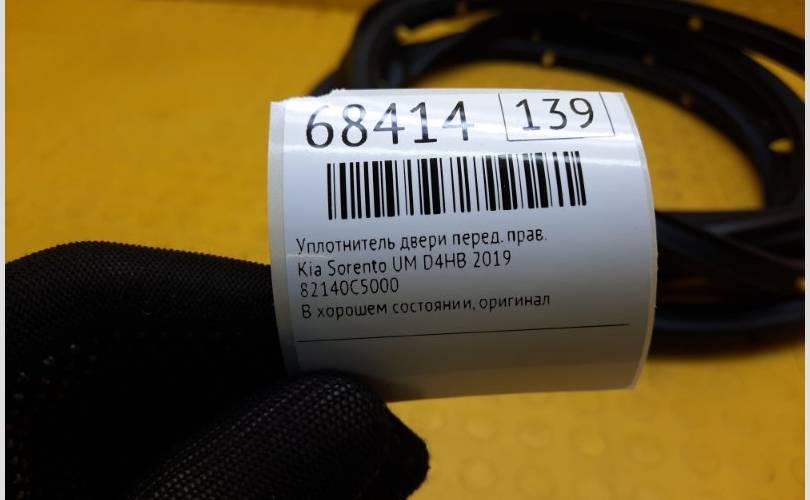 68414 139
Уплотнитель двери перед. прав.
Kia Sorento UM D4HB 2019
82140C5000
В хорошем состоянии, оригинал